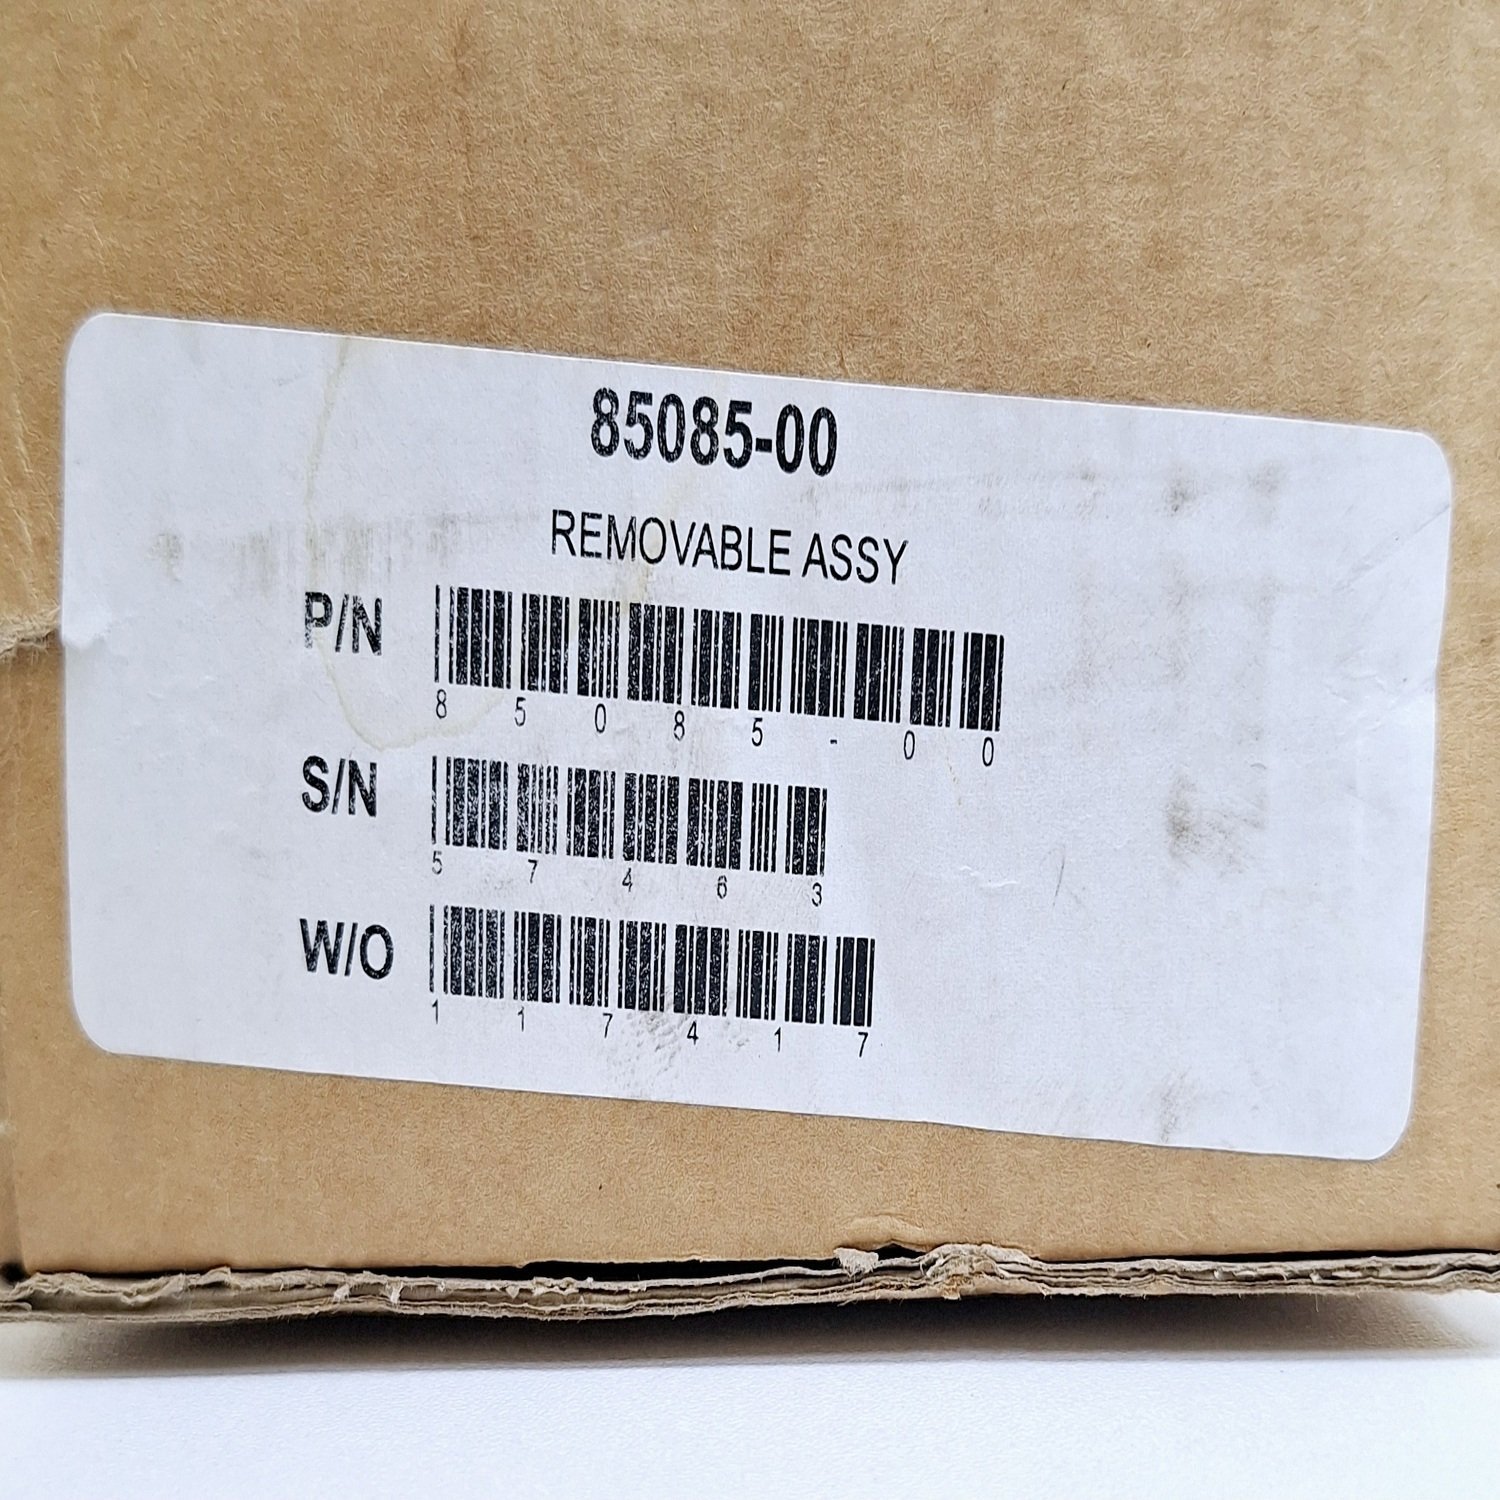 85085-00
REMOVABLE ASSY
P/N
85085-00
S/N
57463
W/O
117417